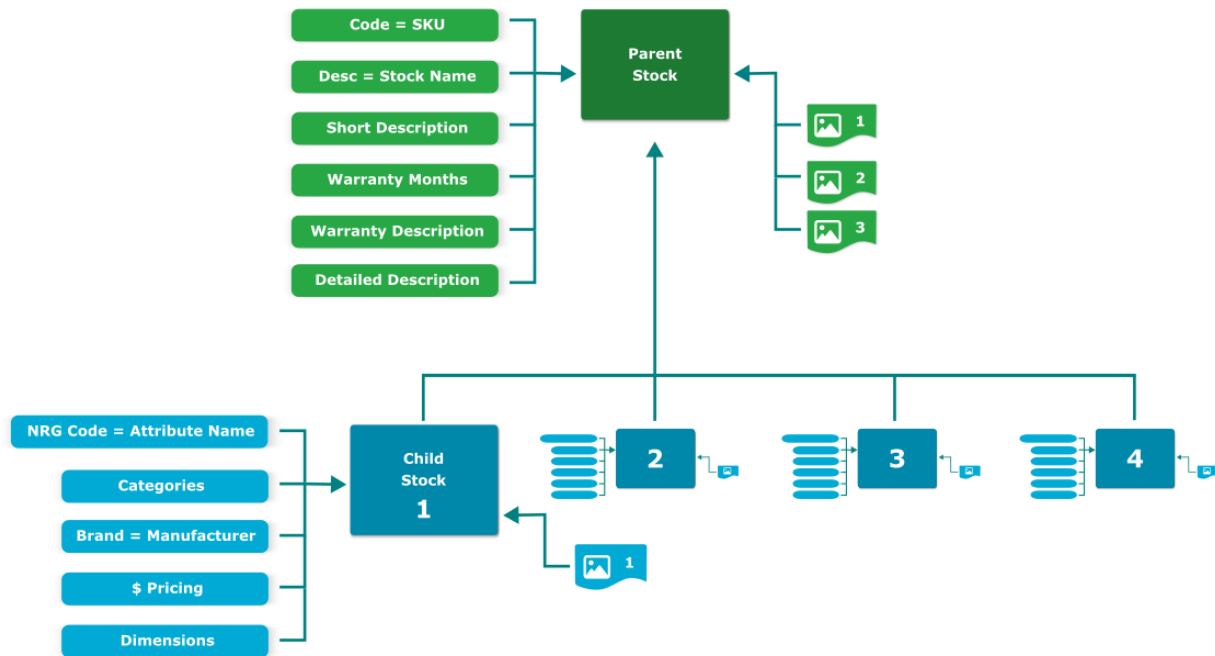 Code = SKU
Desc = Stock Name
Short Description
Warranty Months
Warranty Description
Detailed Description
Parent
Stock
1
2
3
NRG Code = Attribute Name
Categories
Brand = Manufacturer
$ Pricing
Dimensions
Child
Stock
1
1
2
3
4